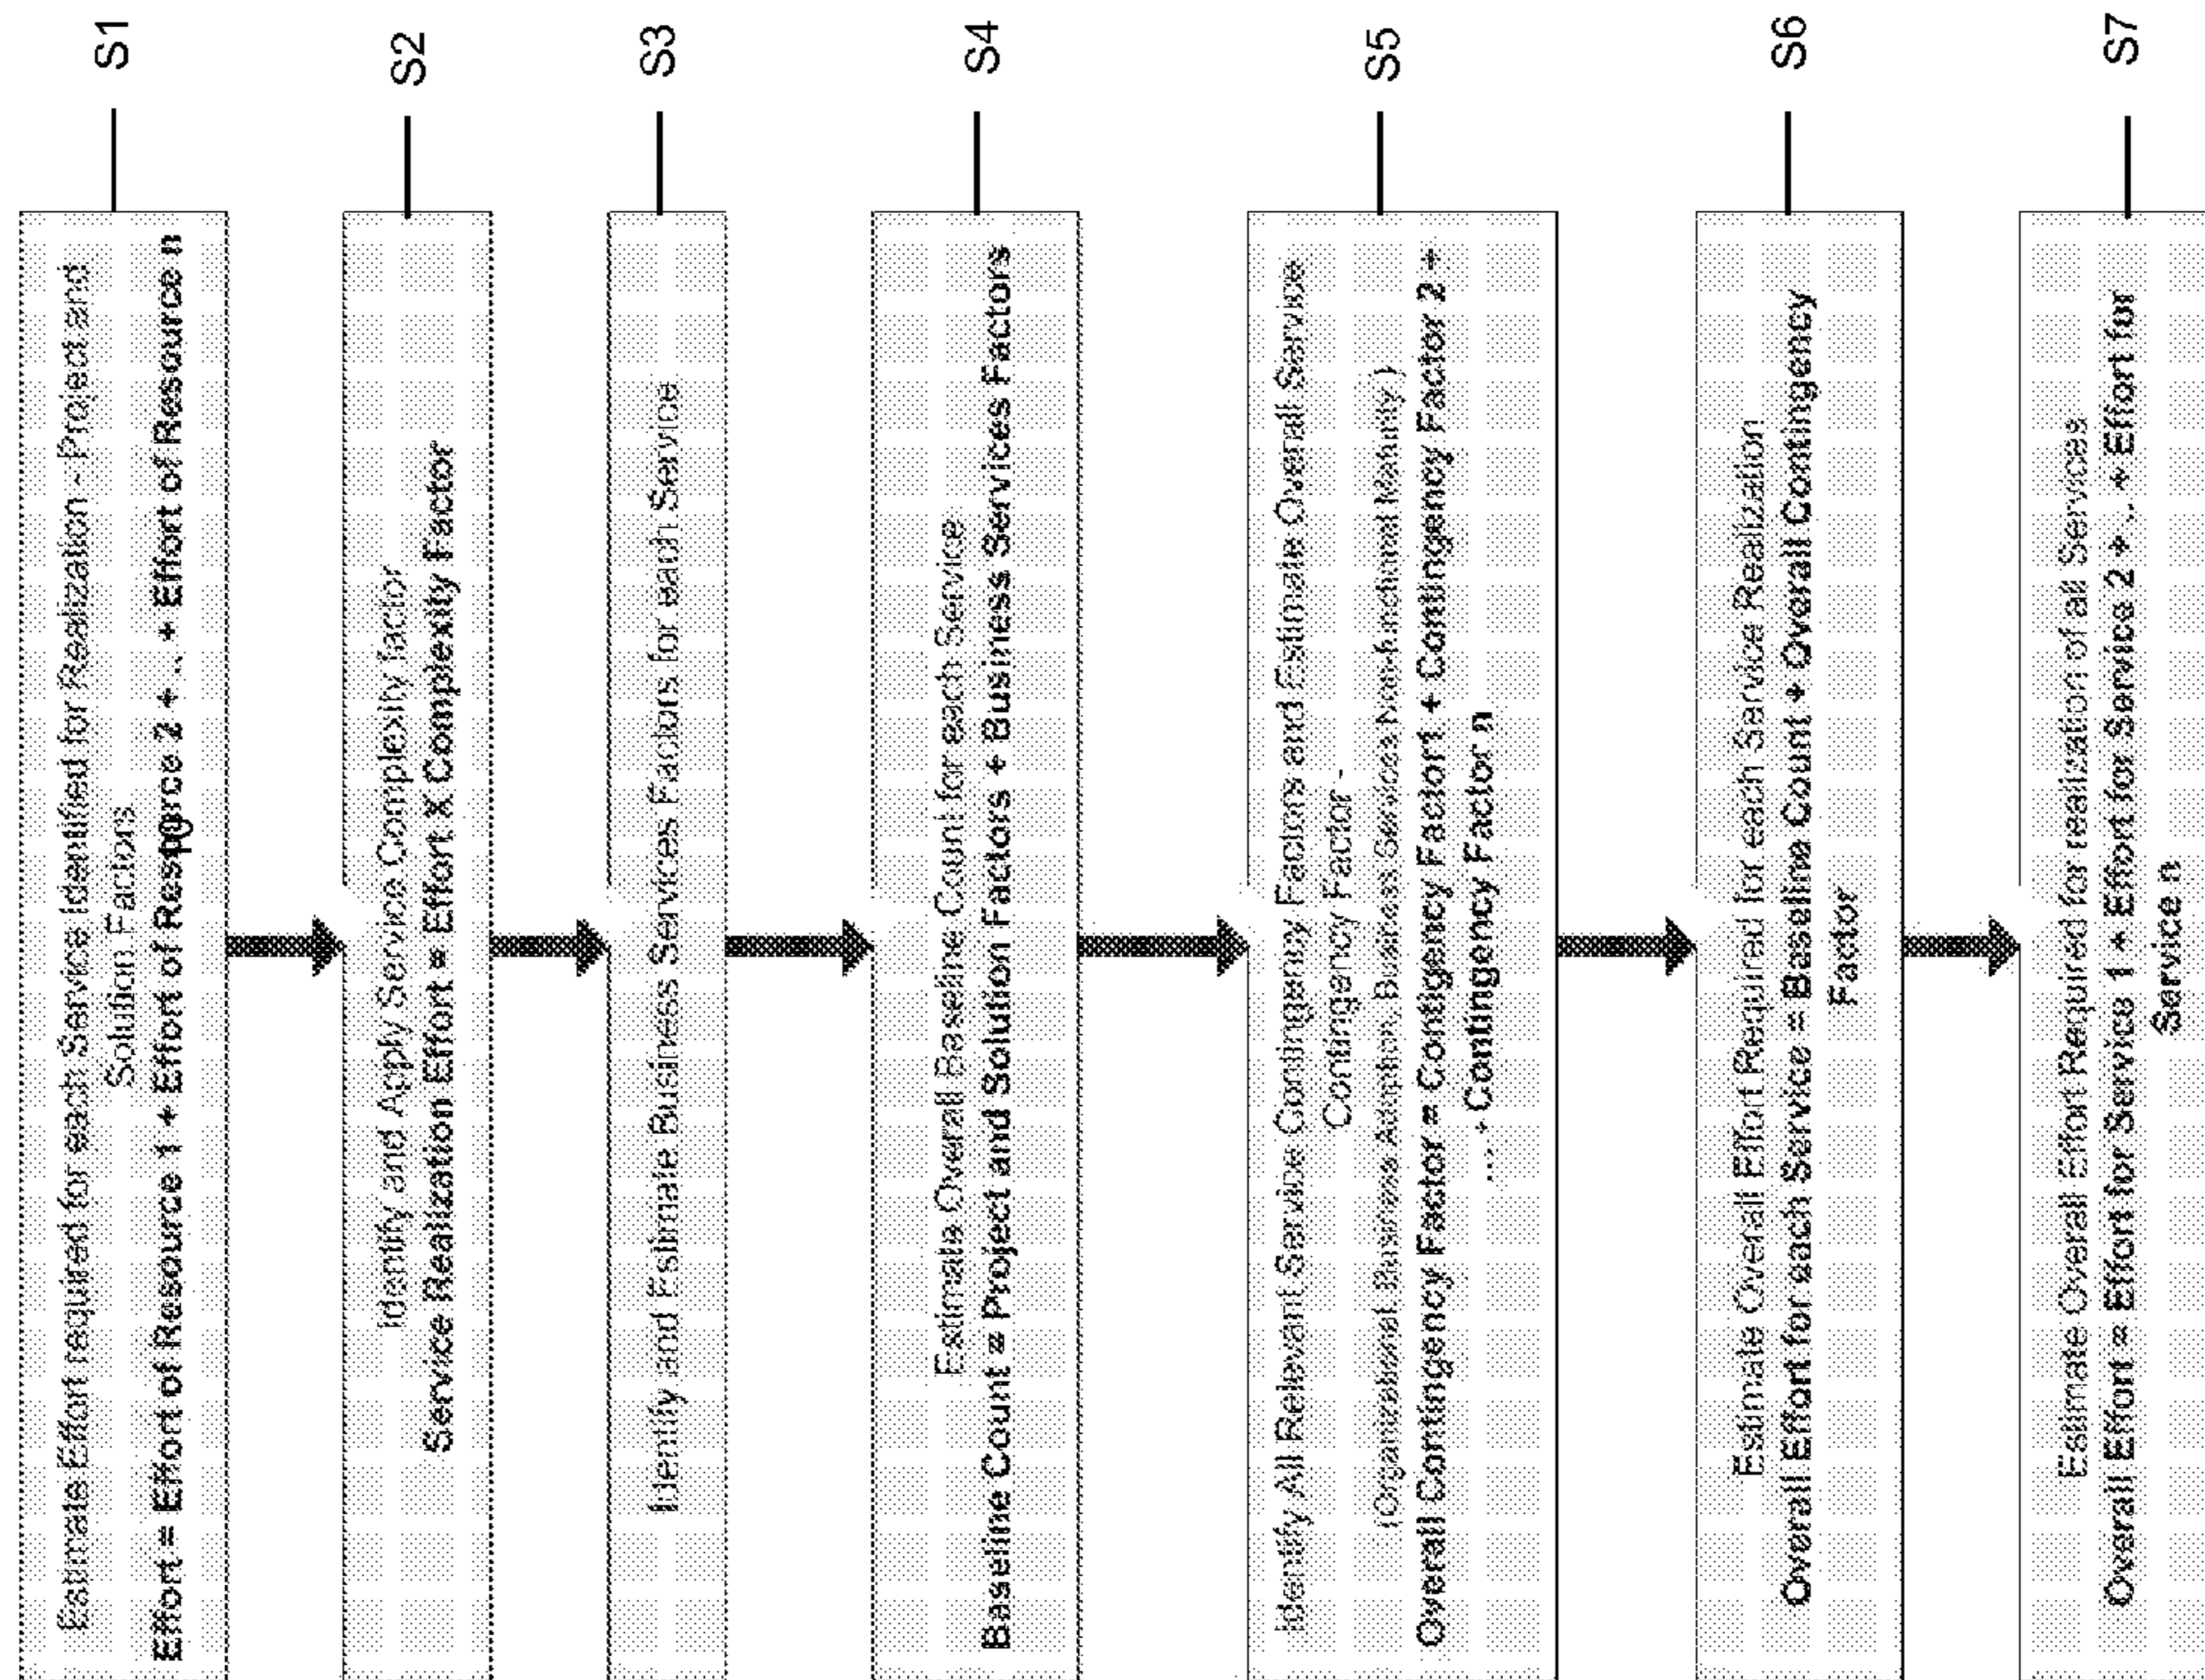 Estimate Effort required for each Service Identified for Realization - Project and
Solution Factors
Effort = Effort of Resource 1 + Effort of Resource 2 + .. + Effort of Resource n
10
S1
Identify and Apply Service Complexity factor
Service Realization Effort = Effort X Complexity Factor
S2
Identify and Estimate Business Services Factors for each Service
S3
Estimate Overall Baseline Count for each Service
Baseline Count = Project and Solution Factors + Business Services Factors
S4
Identify All Relevant Service Contingency Factors and Estimate Overall Service
Contingency Factor -
(Organizational Business Adoption, Business Services Non-functional Maturity )
Overall Contingency Factor = Contigency Factor1 + Contingency Factor 2 +
...+ Contingency Factor n
S5
Estimate Overall Effort Required for each Service Realization
Overall Effort for each Service = Baseline Count + Overall Contingency
Factor
S6
Estimate Overall Effort Required for realization of all Services
Overall Effort = Effort for Service 1 + Effort for Service 2 + .. + Effort for
Service n
S7